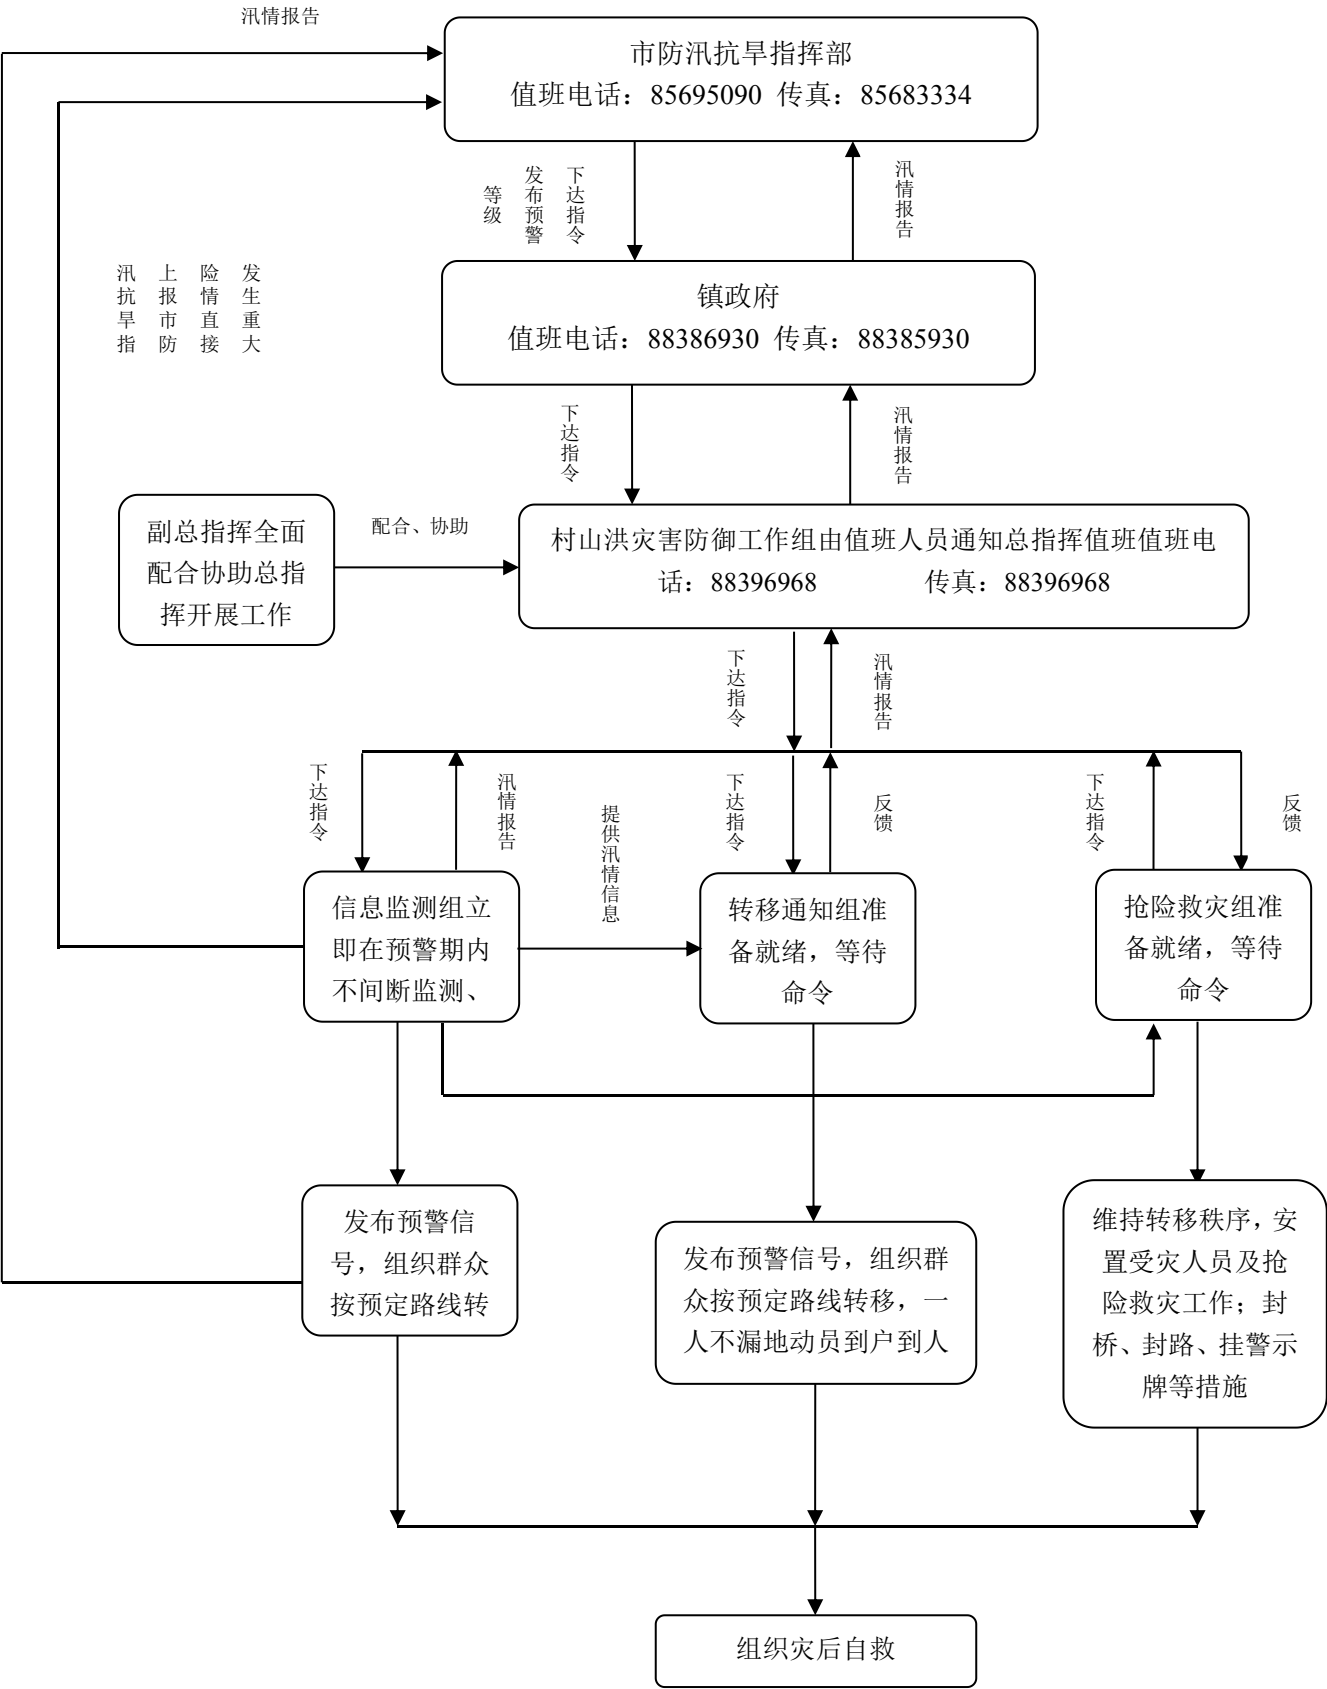 汛情报告
市防汛抗旱指挥部
值班电话：85695090 传真：85683334
下达指令
发布预警
等级
汛情报告
发生重大
险情直接
上报市防
汛抗旱指
镇政府
值班电话：88386930 传真：88385930
下达指令
汛情报告
副总指挥全面
配合协助总指
挥开展工作
配合、协助
村山洪灾害防御工作组由值班人员通知总指挥值班值班电
话：88396968 传真：88396968
下达指令
汛情报告
下达指令
汛情报告
提供汛情信息
下达指令
反馈
下达指令
反馈
信息监测组立
即在预警期内
不间断监测、
转移通知组准
备就绪，等待
命令
抢险救灾组准
备就绪，等待
命令
发布预警信
号，组织群众
按预定路线转
发布预警信号，组织群
众按预定路线转移，一
人不漏地动员到户到人
维持转移秩序，安
置受灾人员及抢
险救灾工作；封
桥、封路、挂警示
牌等措施
组织灾后自救